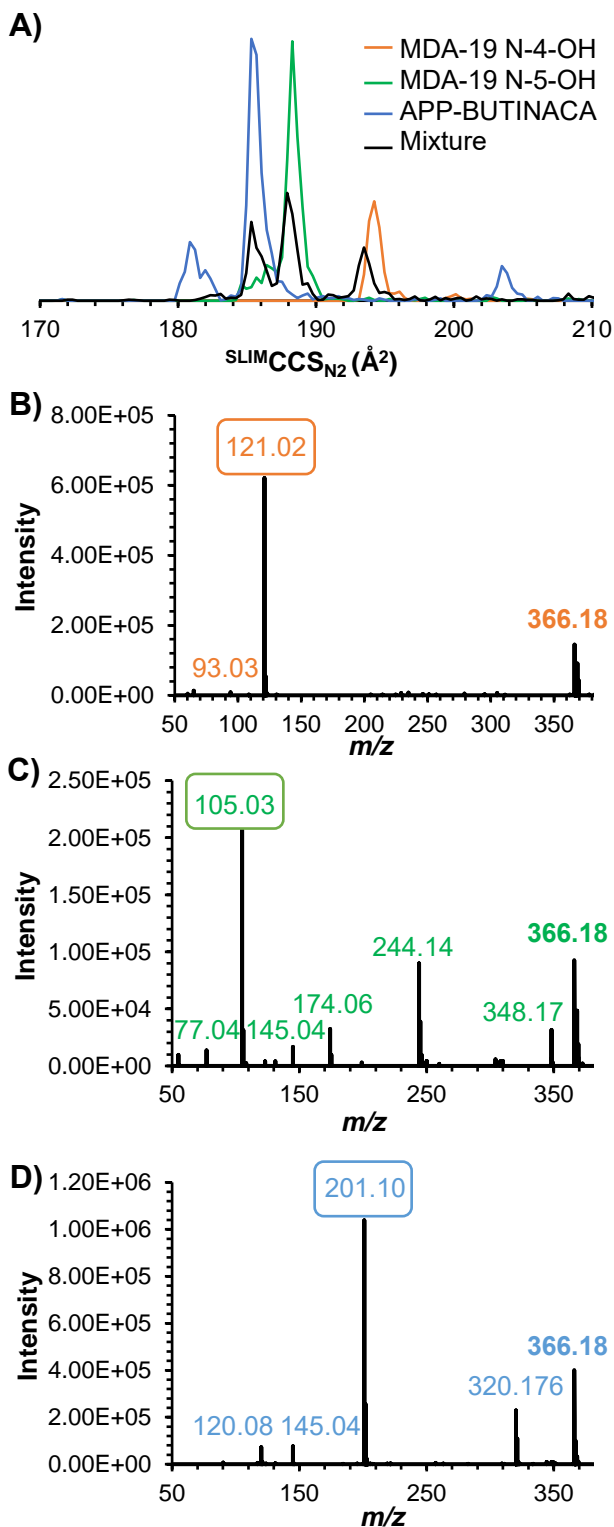 A)
MDA-19 N-4-OH
MDA-19 N-5-OH
APP-BUTINACA
Mixture
170 180 190 200 210
SLIMCCSN2 (Å²)
B)
8.00E+05
6.00E+05
4.00E+05
2.00E+05
0.00E+00
Intensity
121.02
93.03
366.18
50 100 150 200 250 300 350
m/z
C)
2.50E+05
2.00E+05
1.50E+05
1.00E+05
5.00E+04
0.00E+00
Intensity
105.03
77.04
145.04
174.06
244.14
348.17
366.18
50 150 250 350
m/z
D)
1.20E+06
1.00E+06
8.00E+05
6.00E+05
4.00E+05
2.00E+05
0.00E+00
Intensity
201.10
120.08
145.04
320.176
366.18
50 150 250 350
m/z